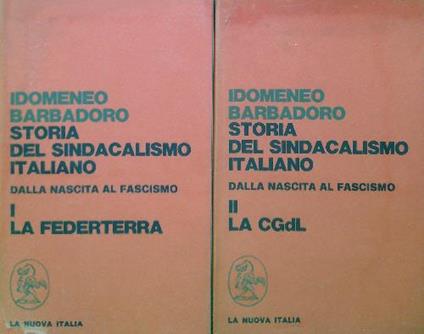 IDOMENEO
BARBADORO
STORIA
DEL SINDACALISMO
ITALIANO
DALLA NASCITA AL FASCISMO
I
LA FEDERTERRA
LA NUOVA ITALIA
IDOMENEO
BARBADORO
STORIA
DEL SINDACALISMO
ITALIANO
DALLA NASCITA AL FASCISMO
II
LA CGdL
LA NUOVA ITALIA